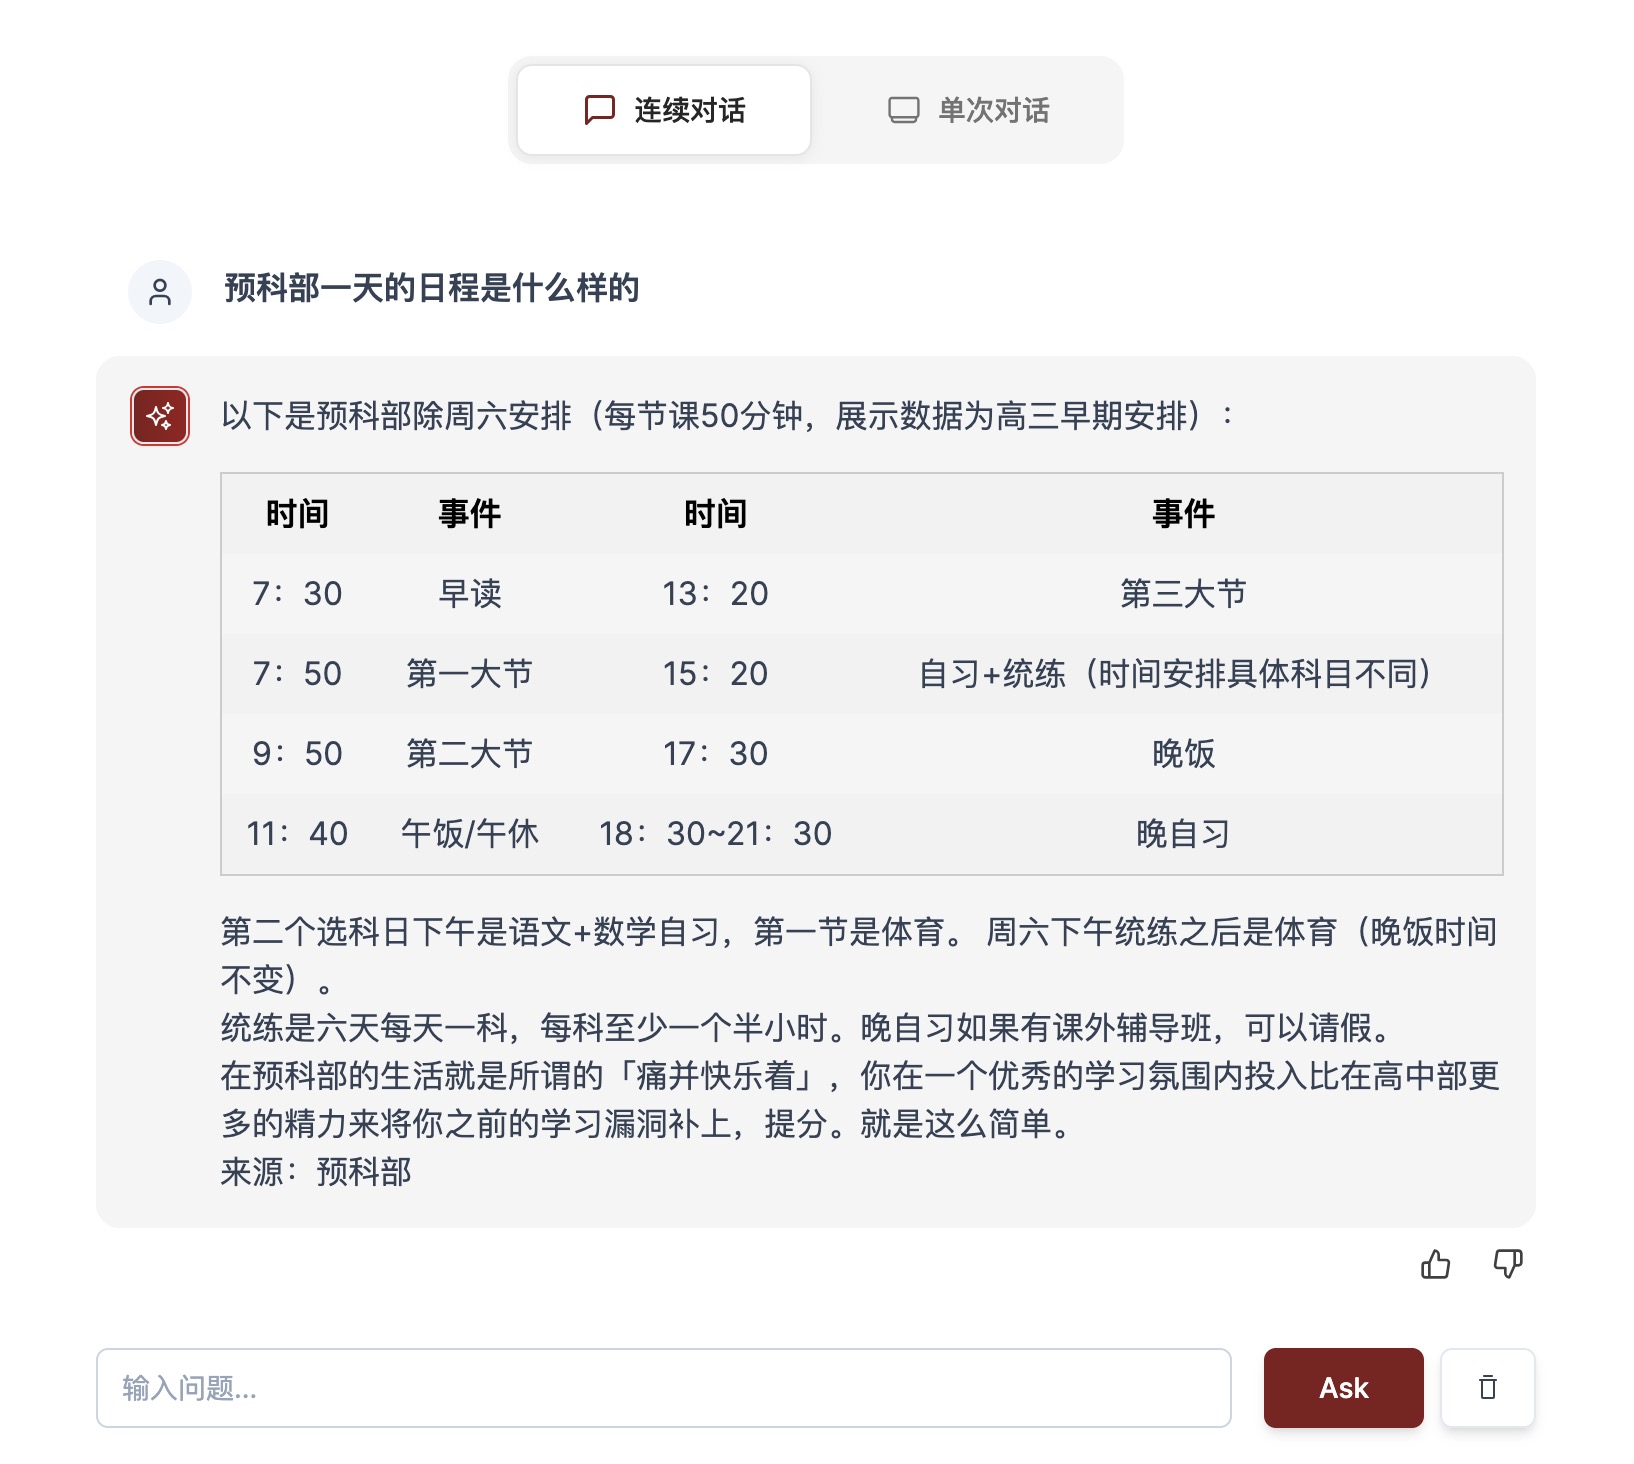 连续对话 单次对话
预科部一天的日程是什么样的
以下是预科部除周六安排（每节课50分钟，展示数据为高三早期安排）：
时间 事件 时间 事件
7：30 早读 13：20 第三大节
7：50 第一大节 15：20 自习+统练（时间安排具体科目不同）
9：50 第二大节 17：30 晚饭
11：40 午饭/午休 18：30~21：30 晚自习
第二个选科日下午是语文+数学自习，第一节是体育。 周六下午统练之后是体育（晚饭时间
不变）。
统练是六天每天一科，每科至少一个半小时。晚自习如果有课外辅导班，可以请假。
在预科部的生活就是所谓的「痛并快乐着」，你在一个优秀的学习氛围内投入比在高中部更
多的精力来将你之前的学习漏洞补上，提分。就是这么简单。
来源：预科部
输入问题... Ask